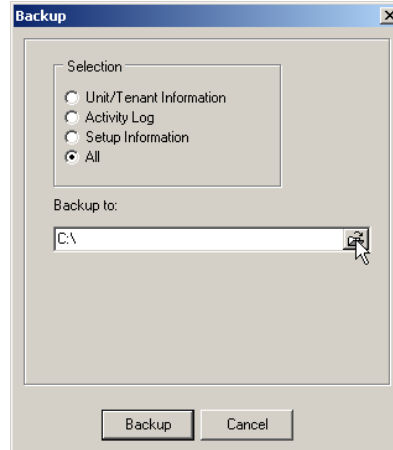 Backup
Selection
Unit/Tenant Information
Activity Log
Setup Information
All
Backup to:
C:\
Backup Cancel